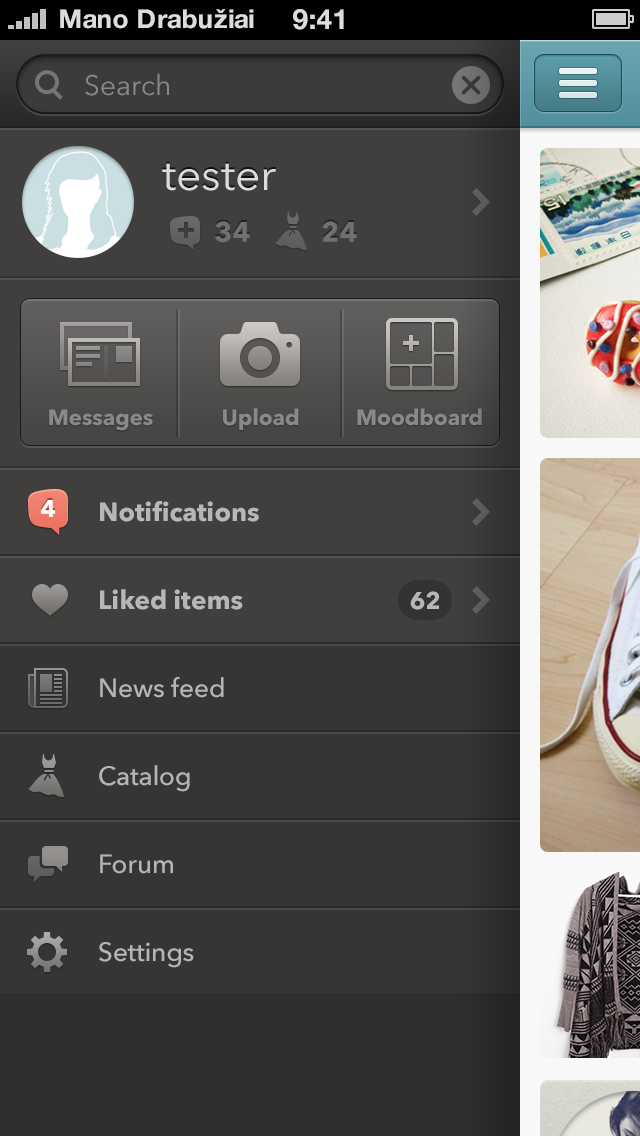 Mano Drabužiai 9:41
Search
tester
34 24
Messages Upload Moodboard
4 Notifications
Liked items 62
News feed
Catalog
Forum
Settings